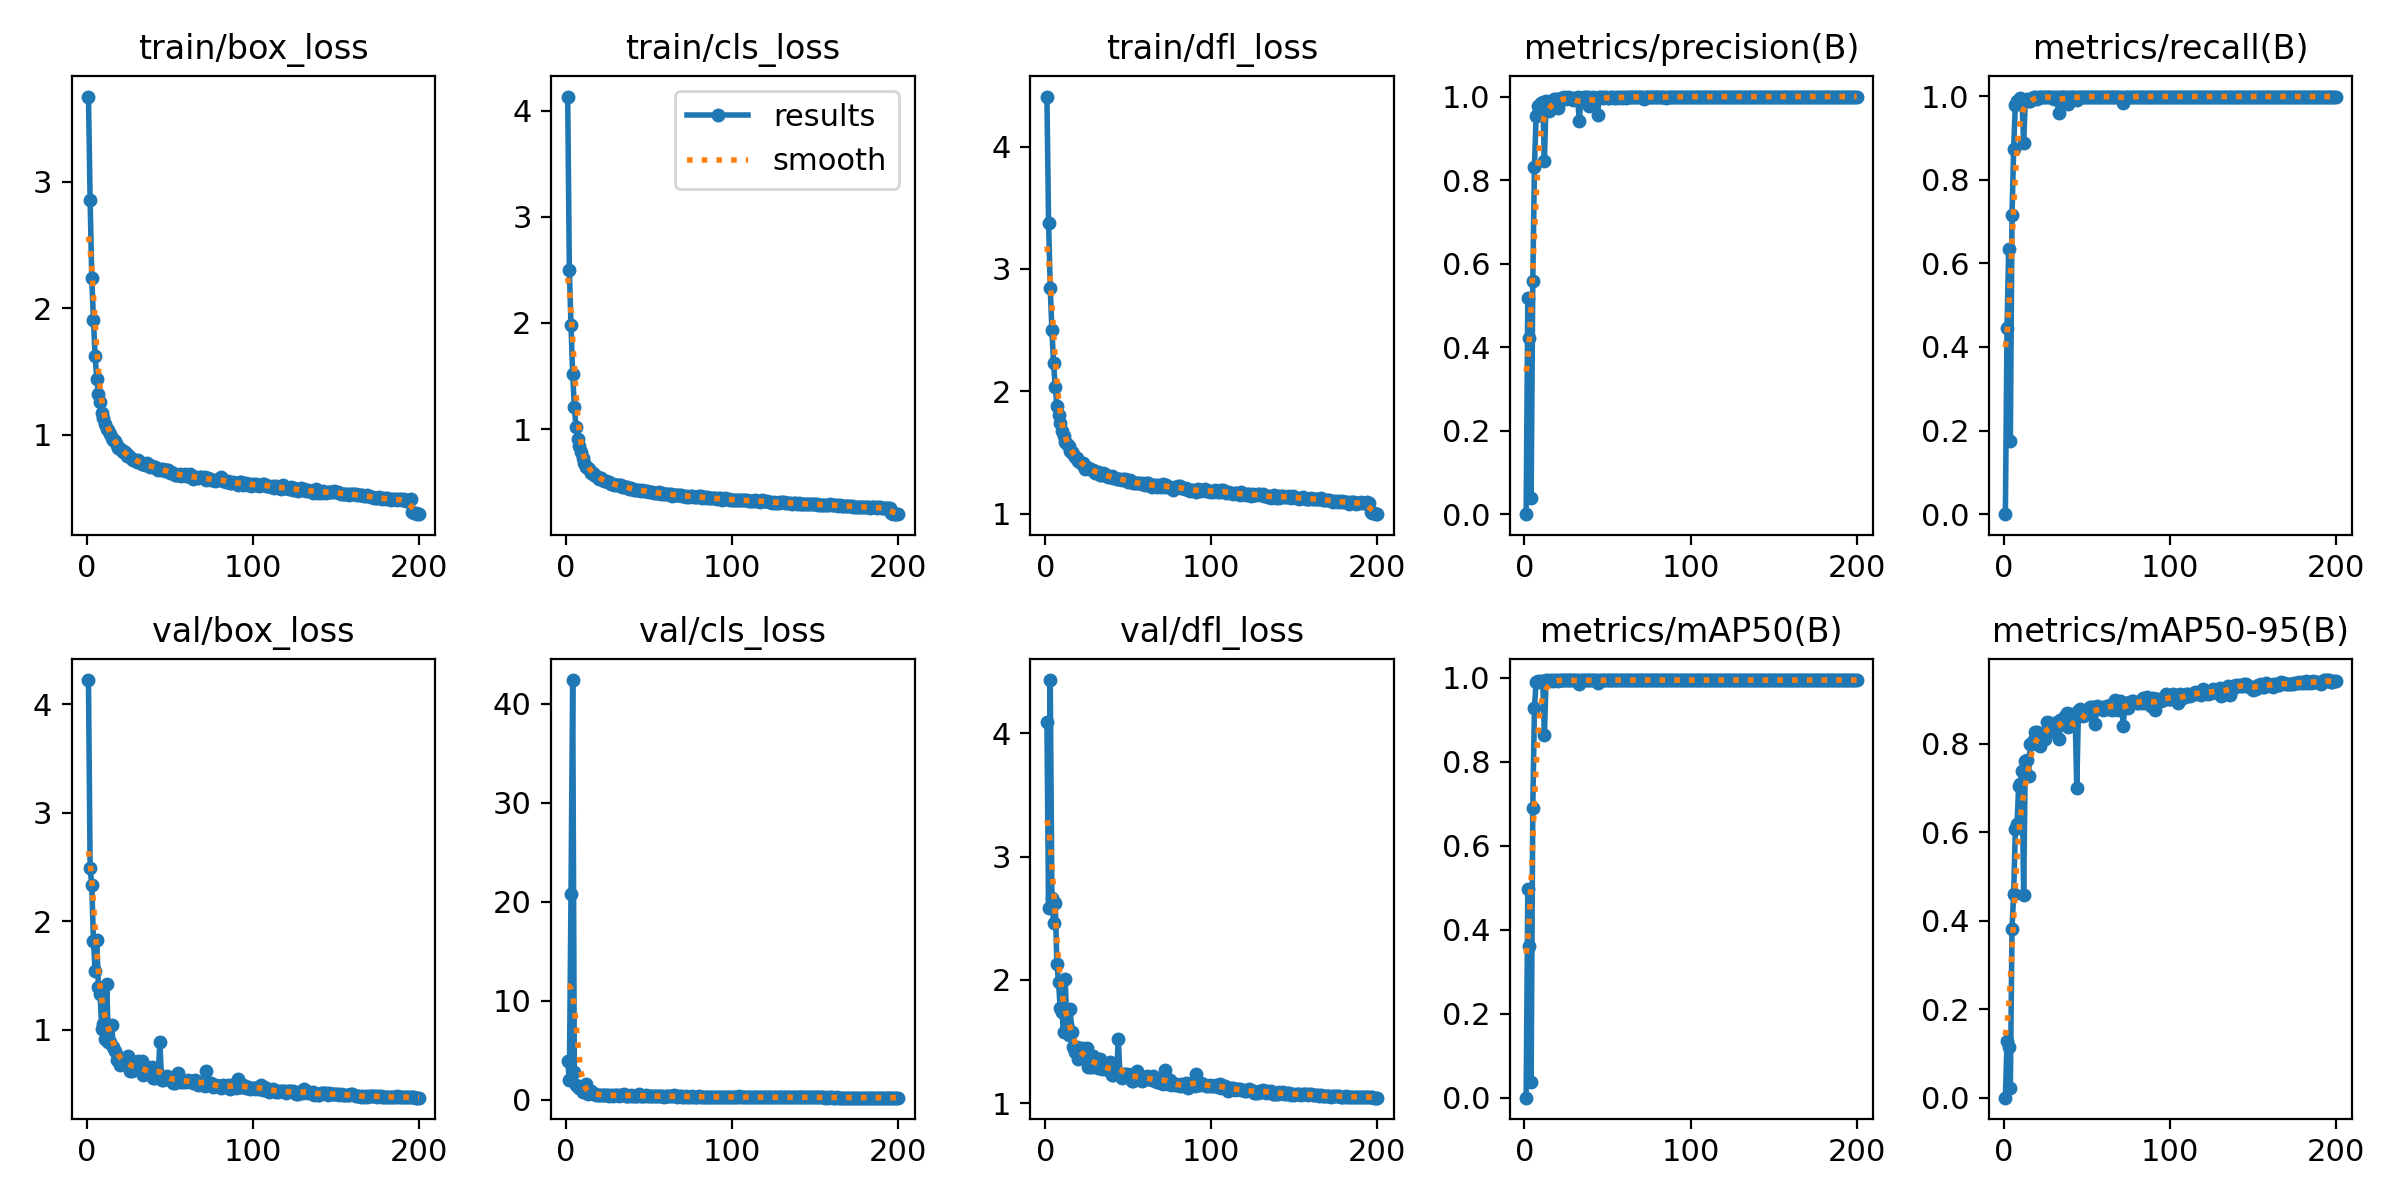 train/box_loss
3
2
1
0 100 200
train/cls_loss
results
smooth
4
3
2
1
0 100 200
train/dfl_loss
4
3
2
1
0 100 200
metrics/precision(B)
1.0
0.8
0.6
0.4
0.2
0.0
0 100 200
metrics/recall(B)
1.0
0.8
0.6
0.4
0.2
0.0
0 100 200
val/box_loss
4
3
2
1
0 100 200
val/cls_loss
40
30
20
10
0
0 100 200
val/dfl_loss
4
3
2
1
0 100 200
metrics/mAP50(B)
1.0
0.8
0.6
0.4
0.2
0.0
0 100 200
metrics/mAP50-95(B)
0.8
0.6
0.4
0.2
0.0
0 100 200